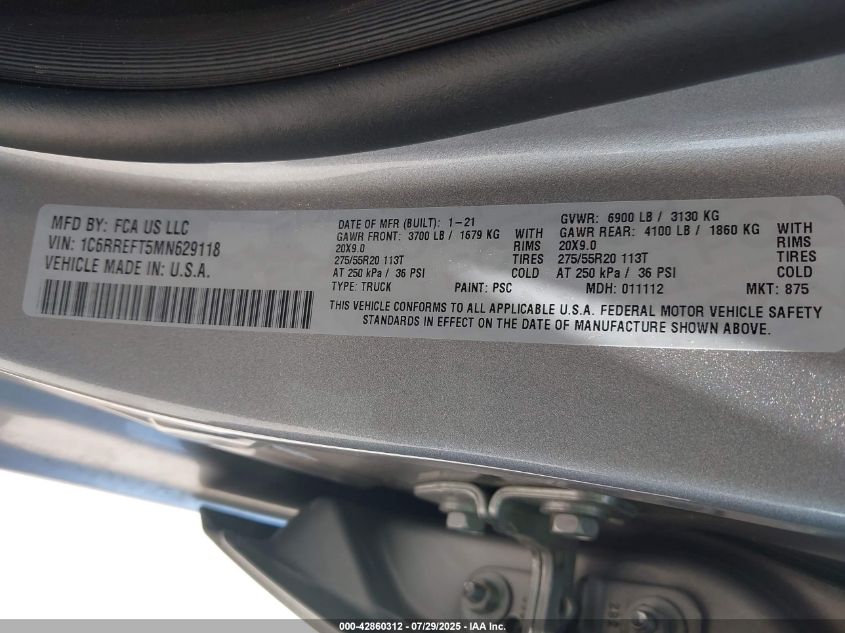 MFD BY: FCA US LLC
VIN: 1C6RREFT5MN629118
VEHICLE MADE IN: U.S.A.
DATE OF MFR (BUILT): 1-21
GAWR FRONT: 3700 LB / 1679 KG WITH
20X9.0 RIMS
275/55R20 113T TIRES
AT 250 kPa / 36 PSI COLD
TYPE: TRUCK PAINT: PSC
GVWR: 6900 LB / 3130 KG
GAWR REAR: 4100 LB / 1860 KG WITH
20X9.0 RIMS
275/55R20 113T TIRES
AT 250 kPa / 36 PSI COLD
MDH: 011112 MKT: 875
THIS VEHICLE CONFORMS TO ALL APPLICABLE U.S.A. FEDERAL MOTOR VEHICLE SAFETY
STANDARDS IN EFFECT ON THE DATE OF MANUFACTURE SHOWN ABOVE.
000-42860312 - 07/29/2025 - IAA Inc.